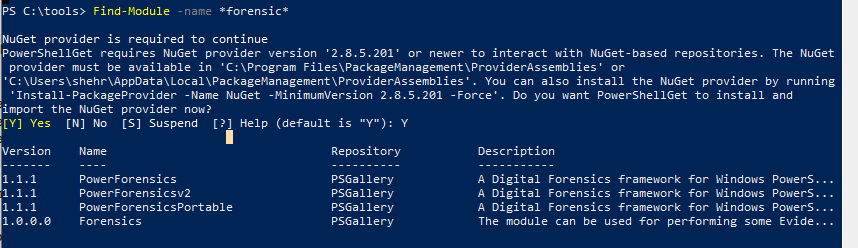 PS C:\tools> Find-Module -name *forensic*
NuGet provider is required to continue
PowerShellGet requires NuGet provider version '2.8.5.201' or newer to interact with NuGet-based repositories. The NuGet
provider must be available in 'C:\Program Files\PackageManagement\ProviderAssemblies' or
'C:\Users\shehr\AppData\Local\PackageManagement\ProviderAssemblies'. You can also install the NuGet provider by running
'Install-PackageProvider -Name NuGet -MinimumVersion 2.8.5.201 -Force'. Do you want PowerShellGet to install and
import the NuGet provider now?
[Y] Yes  [N] No  [S] Suspend  [?] Help (default is "Y"): Y
Version    Name    Repository    Description
-------    ----    ----------    -----------
1.1.1    PowerForensics    PSGallery    A Digital Forensics framework for Windows PowerS...
1.1.1    PowerForensicsv2    PSGallery    A Digital Forensics framework for Windows PowerS...
1.1.1    PowerForensicsPortable    PSGallery    A Digital Forensics framework for Windows PowerS...
1.0.0.0    Forensics    PSGallery    The module can be used for performing some Evide...